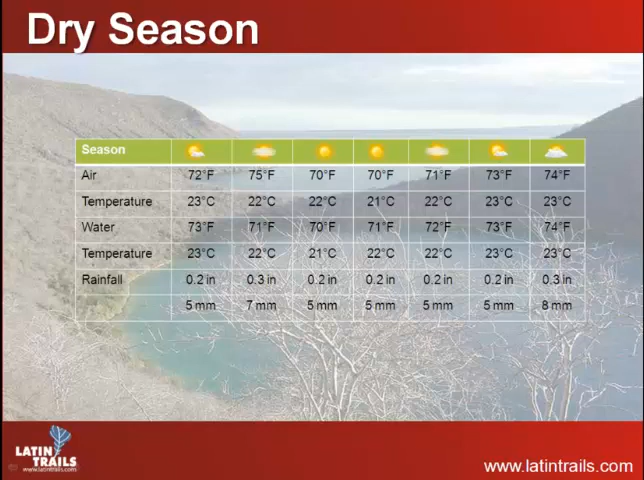 Dry Season
Season
Air 72°F 75°F 70°F 70°F 71°F 73°F 74°F
Temperature 23°C 22°C 22°C 21°C 22°C 23°C 23°C
Water 73°F 71°F 70°F 71°F 72°F 73°F 74°F
Temperature 23°C 22°C 21°C 22°C 22°C 23°C 23°C
Rainfall 0.2 in 0.3 in 0.2 in 0.2 in 0.2 in 0.2 in 0.3 in
5 mm 7 mm 5 mm 5 mm 5 mm 5 mm 8 mm
LATIN
TRAILS
www.latintrails.com
www.latintrails.com